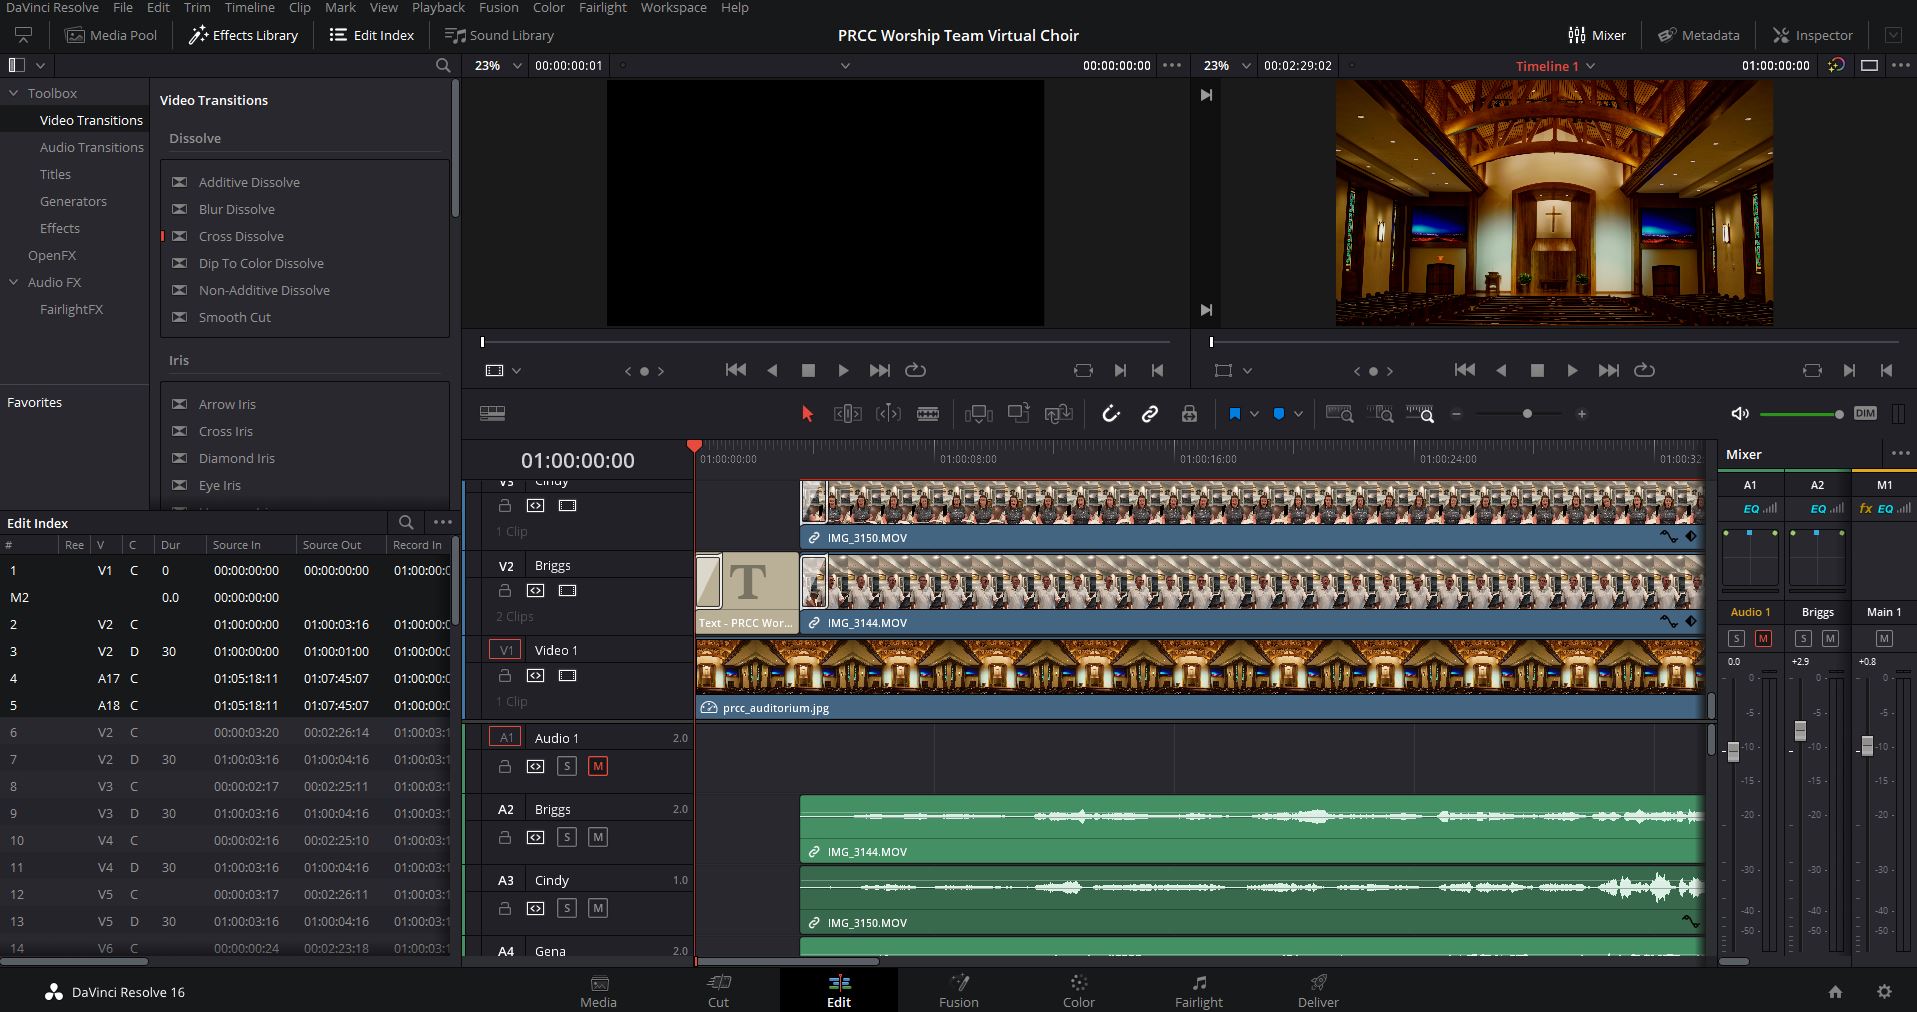 DaVinci Resolve File Edit Trim Timeline Clip Mark View Playback Fusion Color Fairlight Workspace Help
Media Pool Effects Library Edit Index Sound Library PRCC Worship Team Virtual Choir Mixer Metadata Inspector
23% 00:00:00:01 00:00:00:00 23% 00:02:29:02 Timeline 1 01:00:00:00
Toolbox
Video Transitions
Audio Transitions
Titles
Generators
Effects
OpenFX
Audio FX
FairlightFX
Favorites
Video Transitions
Dissolve
Additive Dissolve
Blur Dissolve
Cross Dissolve
Dip To Color Dissolve
Non-Additive Dissolve
Smooth Cut
Iris
Arrow Iris
Cross Iris
Diamond Iris
Eye Iris
Edit Index
# Ree V C Dur Source In Source Out Record In
1 V1 C 0 00:00:00:00 00:00:00:00 01:00:00:0
M2 0.0 00:00:00:00
2 V2 C 00:00:00:00 01:00:03:16 01:00:00:0
3 V2 D 30 01:00:00:00 01:00:01:00 01:00:00:0
4 A17 C 01:05:18:11 01:07:45:07 01:00:00:0
5 A18 C 01:05:18:11 01:07:45:07 01:00:00:0
6 V2 C 00:00:03:20 00:02:26:14 01:00:03:1
7 V2 D 30 01:00:03:16 01:00:04:16 01:00:03:1
8 V3 C 00:00:02:17 00:02:25:11 01:00:03:1
9 V3 D 30 01:00:03:16 01:00:04:16 01:00:03:1
10 V4 C 00:00:02:16 00:02:25:10 01:00:03:1
11 V4 D 30 01:00:03:16 01:00:04:16 01:00:03:1
12 V5 C 00:00:03:17 00:02:26:11 01:00:03:1
13 V5 D 30 01:00:03:16 01:00:04:16 01:00:03:1
14 V6 C 00:00:00:24 00:02:23:18 01:00:03:1
DIM
01:00:00:00
01:00:00:00 01:00:08:00 01:00:16:00 01:00:24:00 01:00:32:
V3 Cindy
1 Clip
IMG_3150.MOV
V2 Briggs
2 Clips
T
Text - PRCC Wor...
IMG_3144.MOV
V1 Video 1
1 Clip
prcc_auditorium.jpg
A1 Audio 1 2.0
S M
A2 Briggs 2.0
S M
IMG_3144.MOV
A3 Cindy 1.0
S M
IMG_3150.MOV
A4 Gena 2.0
Mixer
A1 A2 M1
EQ EQ fx EQ
Audio 1 Briggs Main 1
S M S M M
0.0 +2.9 +0.8
0- 0- 0-
-5- -5- -5-
-10- -10- -10-
-15- -15- -15-
-20- -20- -20-
-30- -30- -30-
-40- -40- -40-
-50- -50- -50-
DaVinci Resolve 16
Media Cut Edit Fusion Color Fairlight Deliver